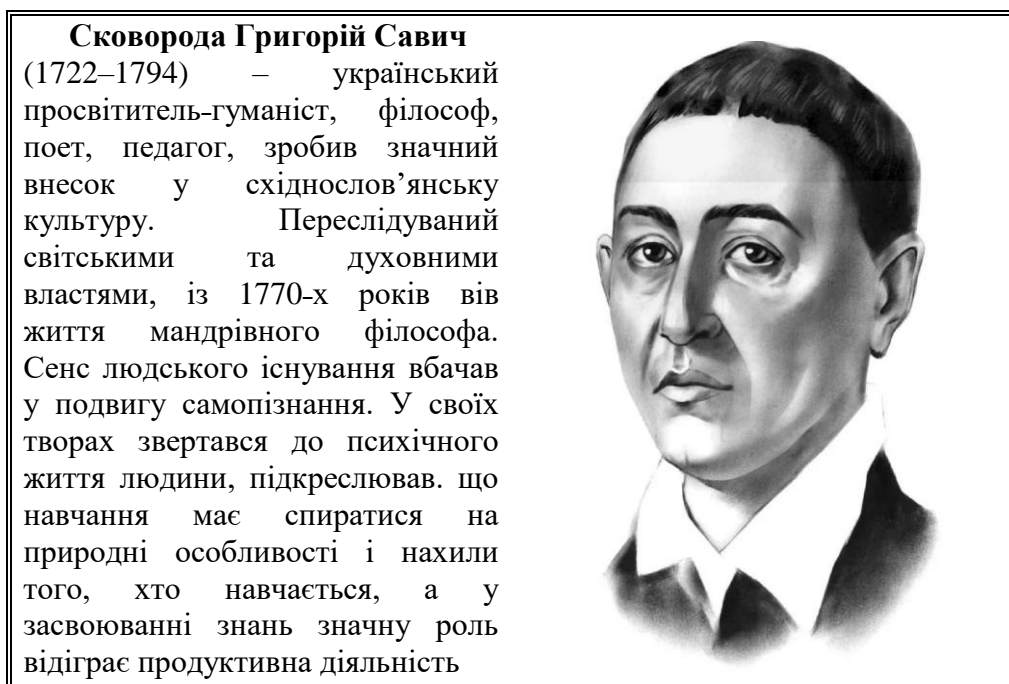 Сковорода Григорій Савич
(1722–1794) – український
просвітитель-гуманіст, філософ,
поет, педагог, зробив значний
внесок у східнослов’янську
культуру. Переслідуваний
світськими та духовними
властями, із 1770-х років вів
життя мандрівного філософа.
Сенс людського існування вбачав
у подвигу самопізнання. У своїх
творах звертався до психічного
життя людини, підкреслював. що
навчання має спиратися на
природні особливості і нахили
того, хто навчається, а у
засвоюванні знань значну роль
відіграє продуктивна діяльність